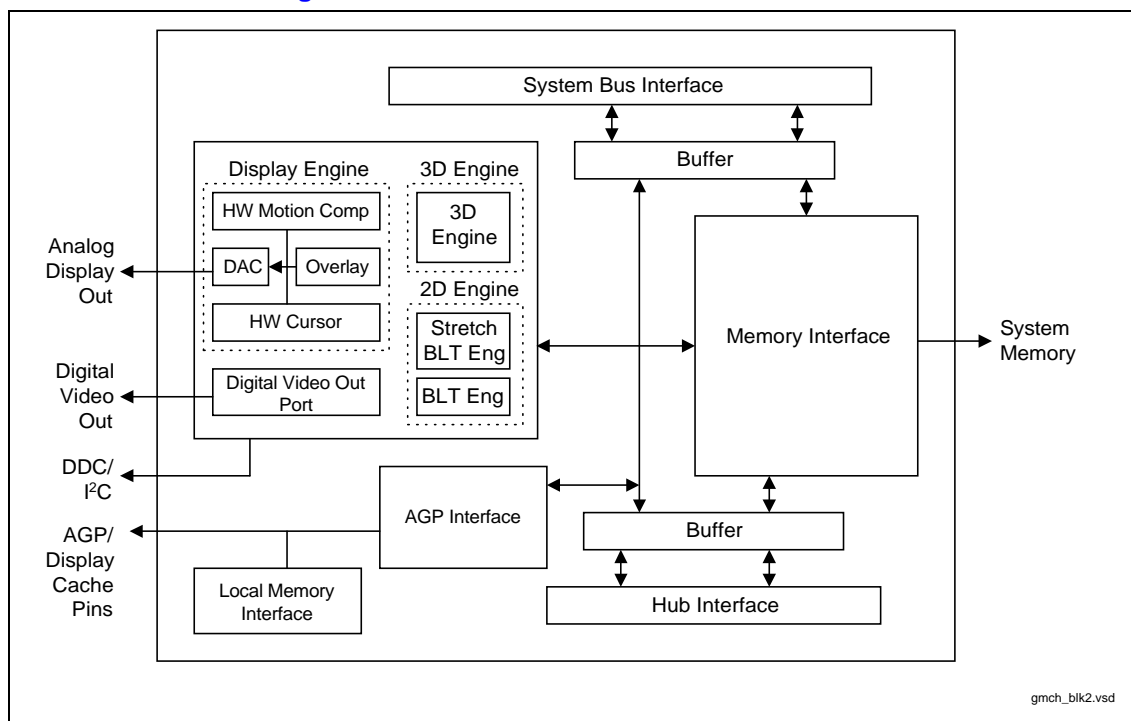 System Bus Interface
Buffer
Display Engine
3D Engine
HW Motion Comp
3D
Engine
Analog
Display
Out
DAC
Overlay
2D Engine
HW Cursor
Stretch
BLT Eng
Memory Interface
System
Memory
Digital
Video
Out
Digital Video Out
Port
BLT Eng
DDC/
I²C
AGP Interface
AGP/
Display
Cache
Pins
Buffer
Local Memory
Interface
Hub Interface
gmch_blk2.vsd